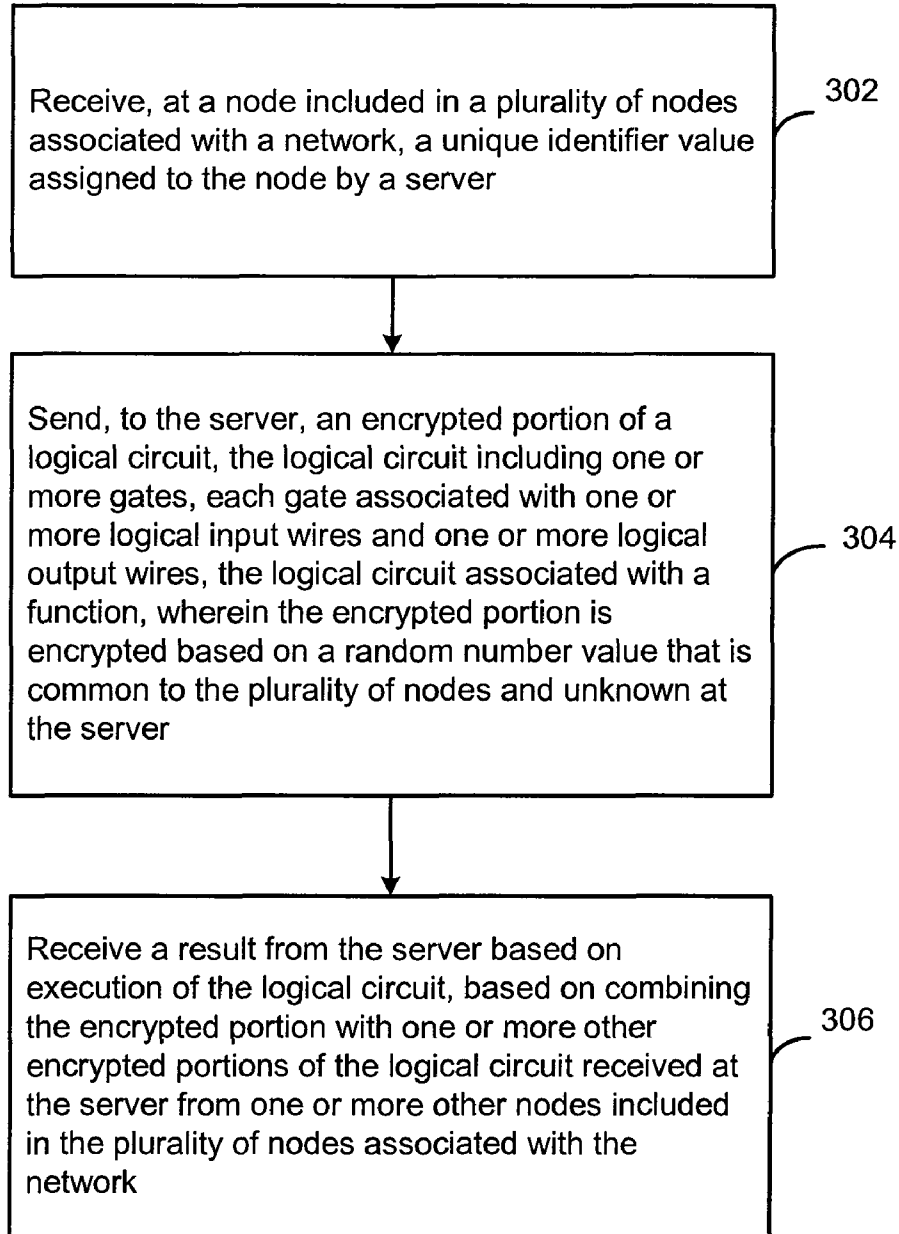 Receive, at a node included in a plurality of nodes
associated with a network, a unique identifier value
assigned to the node by a server
302
Send, to the server, an encrypted portion of a
logical circuit, the logical circuit including one or
more gates, each gate associated with one or
more logical input wires and one or more logical
output wires, the logical circuit associated with a
function, wherein the encrypted portion is
encrypted based on a random number value that is
common to the plurality of nodes and unknown at
the server
304
Receive a result from the server based on
execution of the logical circuit, based on combining
the encrypted portion with one or more other
encrypted portions of the logical circuit received at
the server from one or more other nodes included
in the plurality of nodes associated with the
network
306